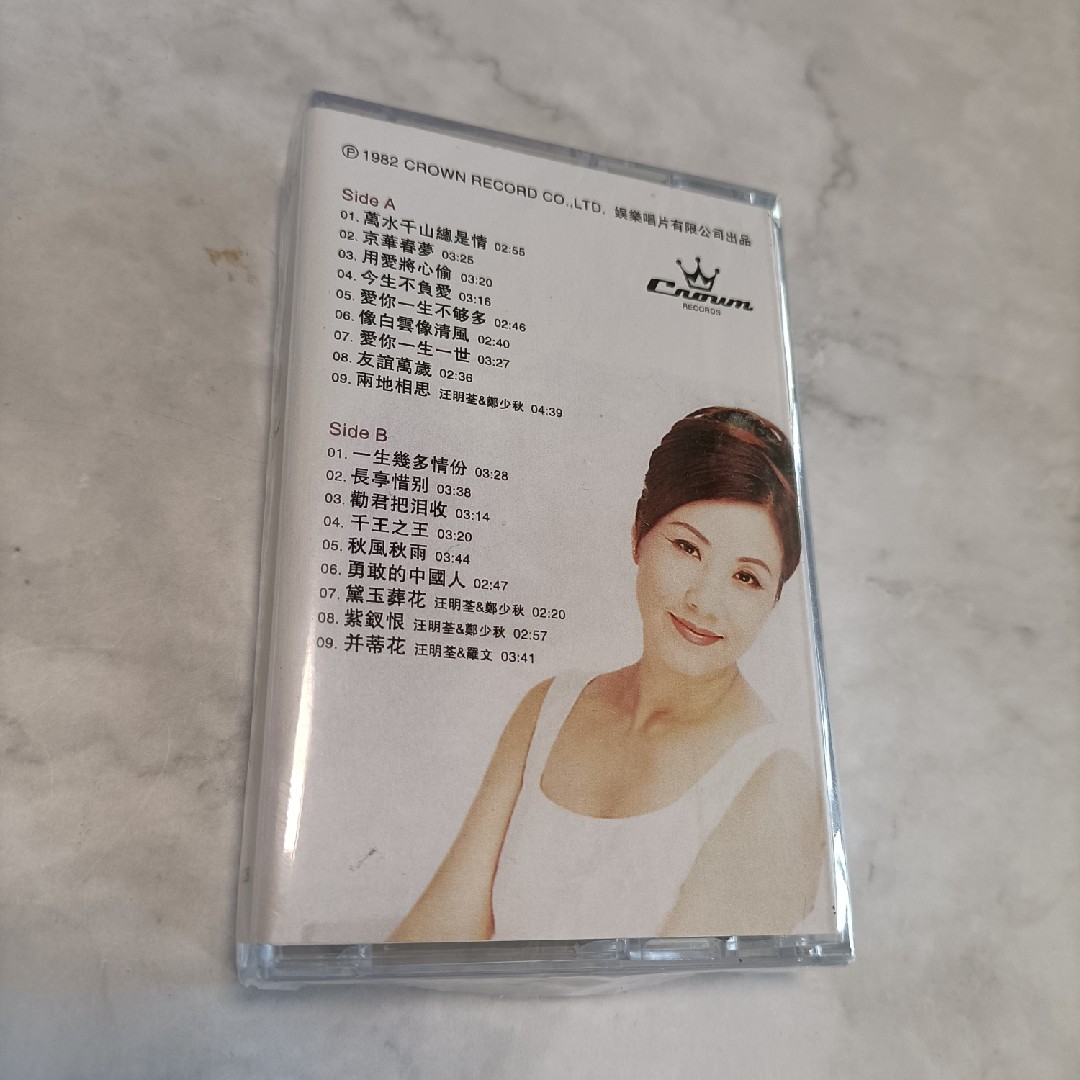 ℗ 1982 CROWN RECORD CO.,LTD. 娛樂唱片有限公司出品
Crown
RECORDS
Side A
01. 萬水千山總是情 02:55
02. 京華春夢 03:25
03. 用愛將心偷 03:20
04. 今生不負愛 03:16
05. 愛你一生不够多 02:46
06. 像白雲像清風 02:40
07. 愛你一生一世 03:27
08. 友誼萬歲 02:36
09. 兩地相思 汪明荃&鄭少秋 04:39
Side B
01. 一生幾多情份 03:28
02. 長享惜别 03:38
03. 勸君把泪收 03:14
04. 千王之王 03:20
05. 秋風秋雨 03:44
06. 勇敢的中國人 02:47
07. 黛玉葬花 汪明荃&鄭少秋 02:20
08. 紫釵恨 汪明荃&鄭少秋 02:57
09. 并蒂花 汪明荃&羅文 03:41